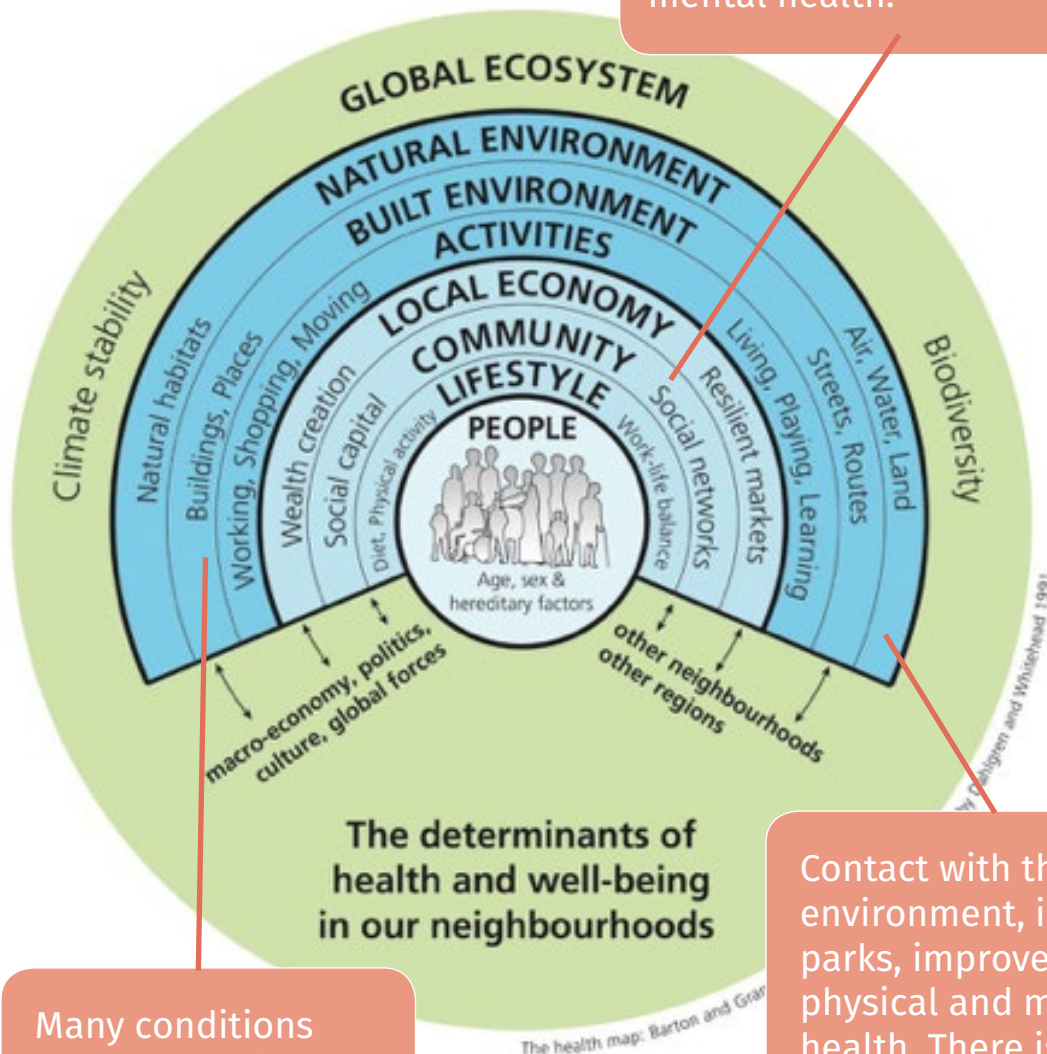 mental health.
GLOBAL ECOSYSTEM
NATURAL ENVIRONMENT
BUILT ENVIRONMENT
ACTIVITIES
LOCAL ECONOMY
COMMUNITY
LIFESTYLE
PEOPLE
Age, sex &
hereditary factors
Climate stability
Natural habitats
Buildings, Places
Working, Shopping, Moving
Wealth creation
Social capital
Diet, Physical activity
Work-life balance
Social networks
Resilient markets
Living, Playing, Learning
Streets, Routes
Air, Water, Land
Biodiversity
macro-economy, politics,
culture, global forces
other neighbourhoods
other regions
The determinants of
health and well-being
in our neighbourhoods
Many conditions
Contact with
environment,
parks,
physical and
health. There is
The health map: Barton and
by Dahlgren and Whitehead 1991